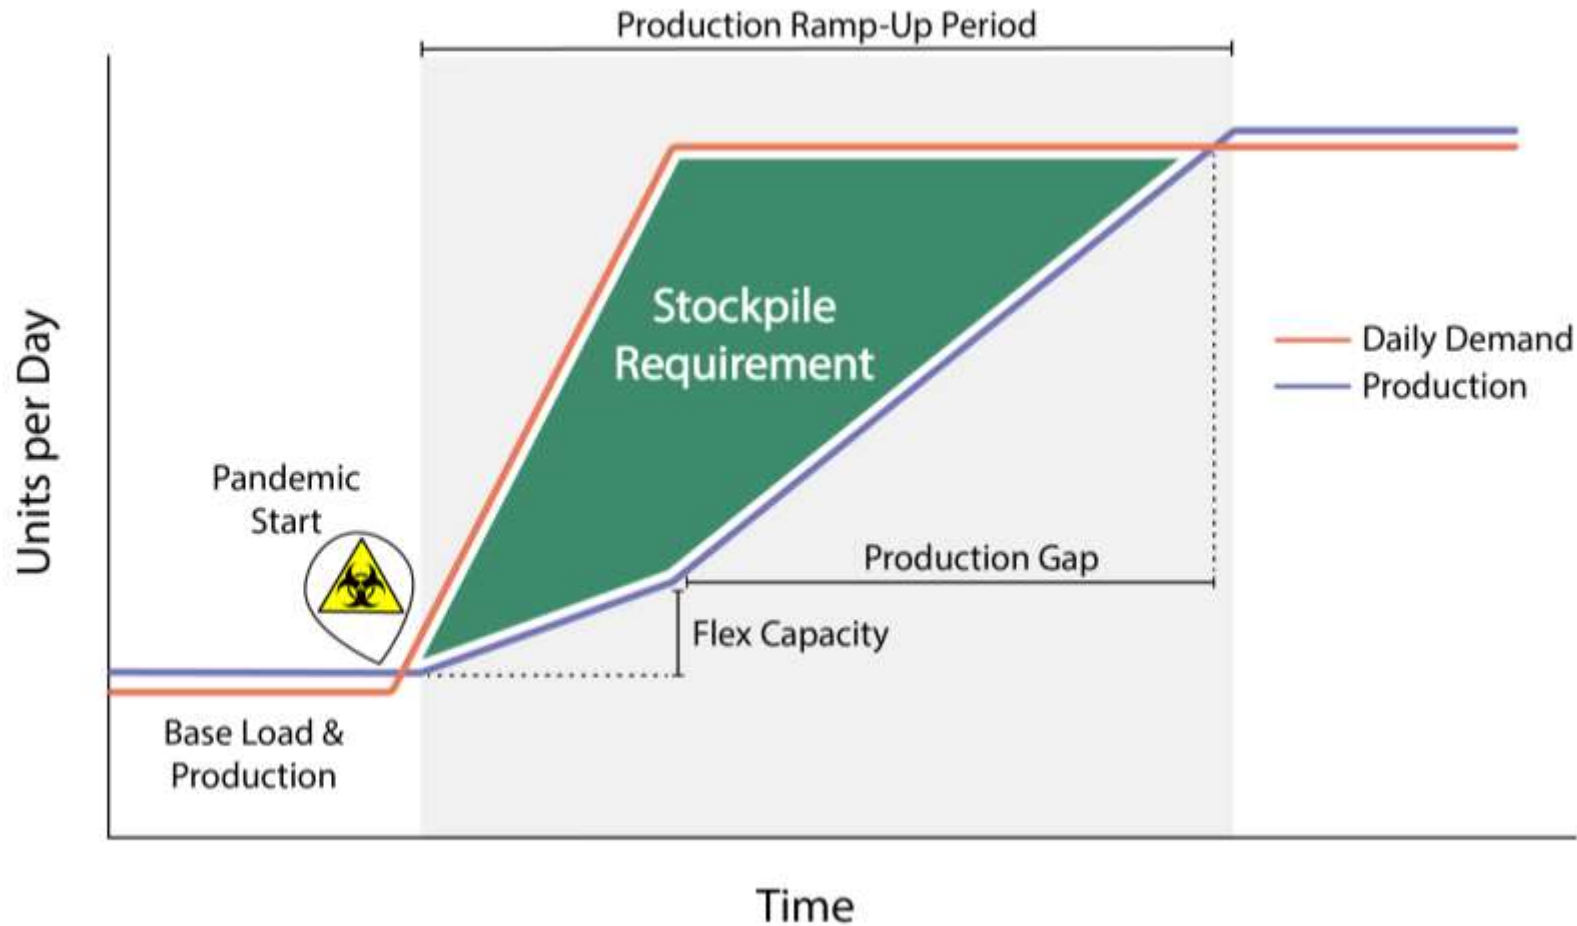 Production Ramp-Up Period
Units per Day
Stockpile
Requirement
Daily Demand
Production
Pandemic
Start
Production Gap
Flex Capacity
Base Load &
Production
Time